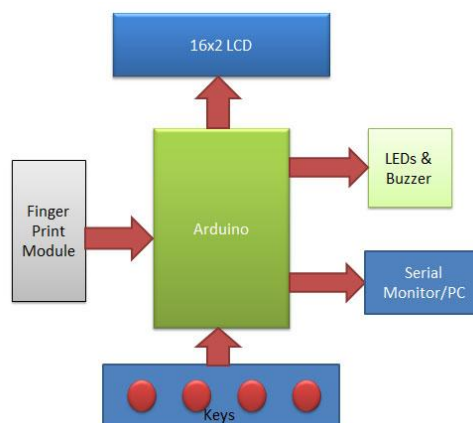 16x2 LCD
Finger
Print
Module
Arduino
LEDs &
Buzzer
Serial
Monitor/PC
Keys